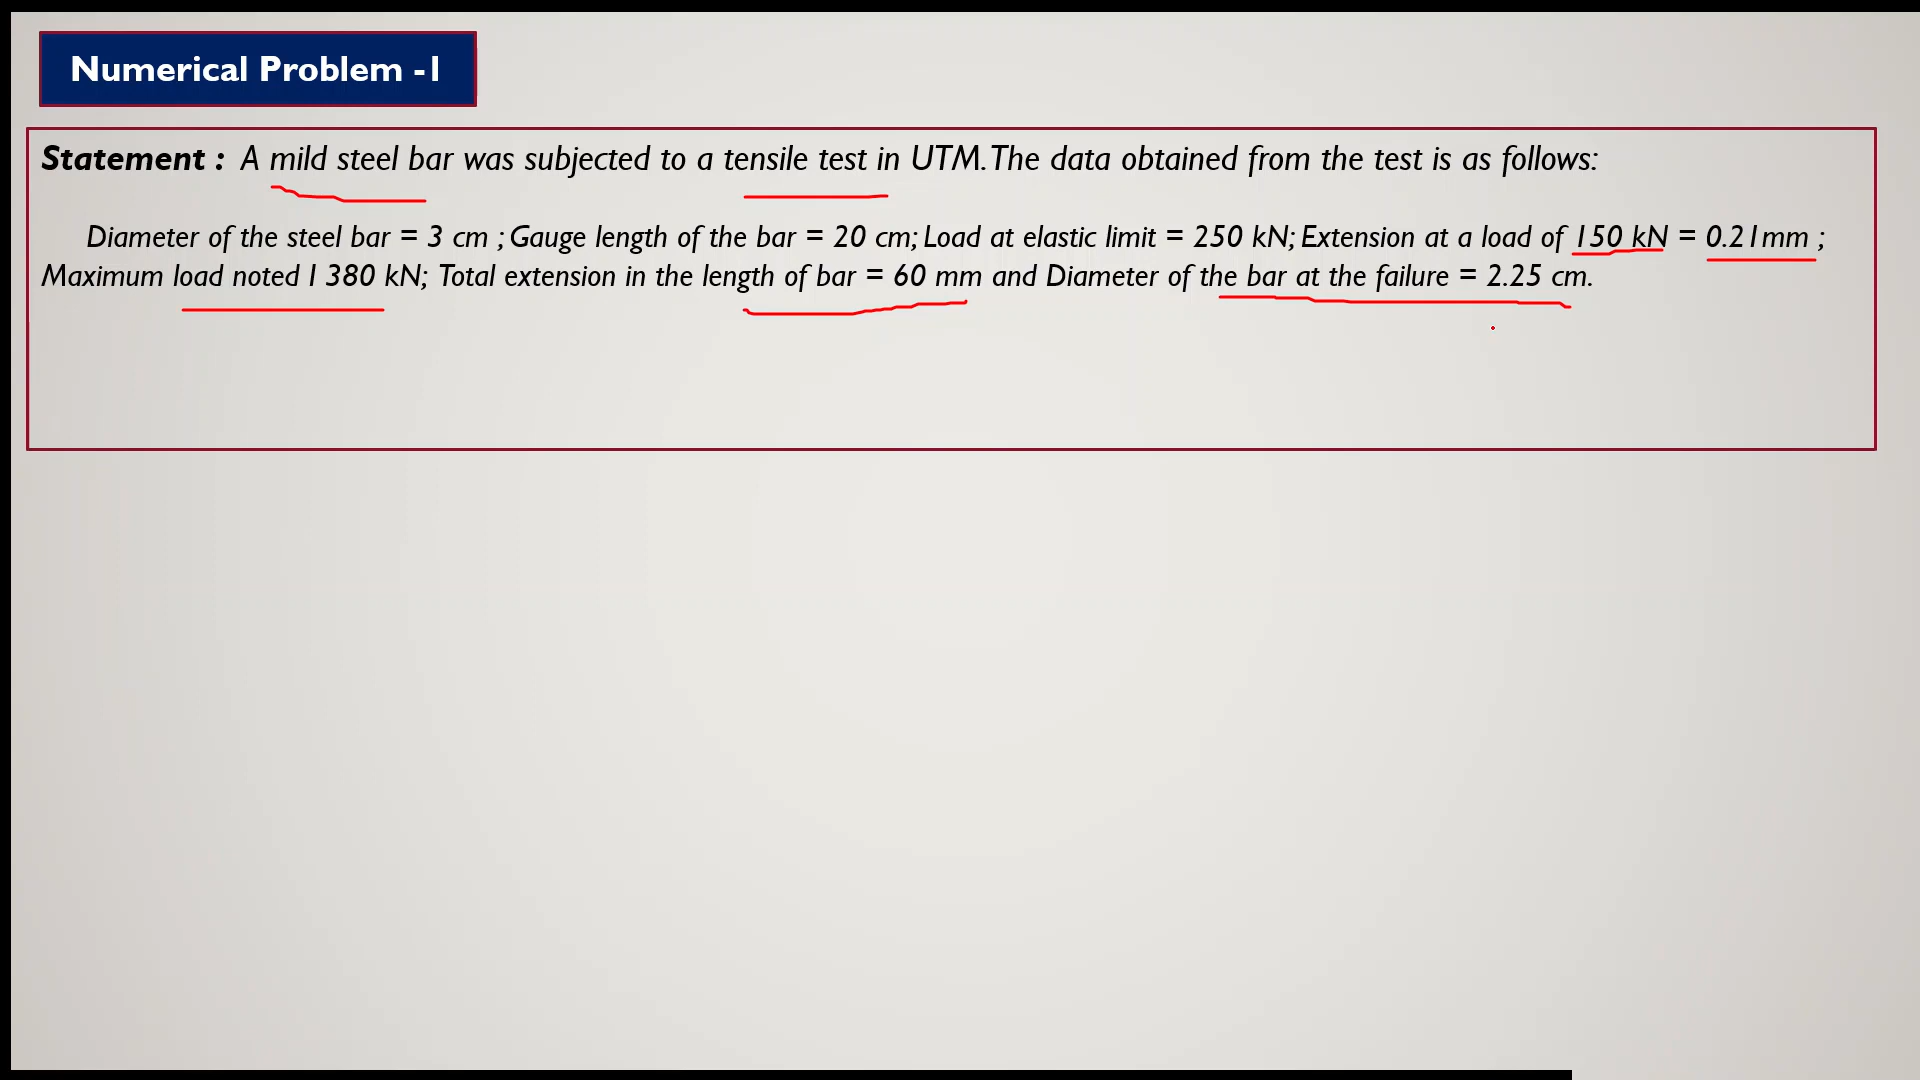 Numerical Problem -1
Statement : A mild steel bar was subjected to a tensile test in UTM. The data obtained from the test is as follows:
Diameter of the steel bar = 3 cm ; Gauge length of the bar = 20 cm; Load at elastic limit = 250 kN; Extension at a load of 150 kN = 0.21mm ;
Maximum load noted 1 380 kN; Total extension in the length of bar = 60 mm and Diameter of the bar at the failure = 2.25 cm.